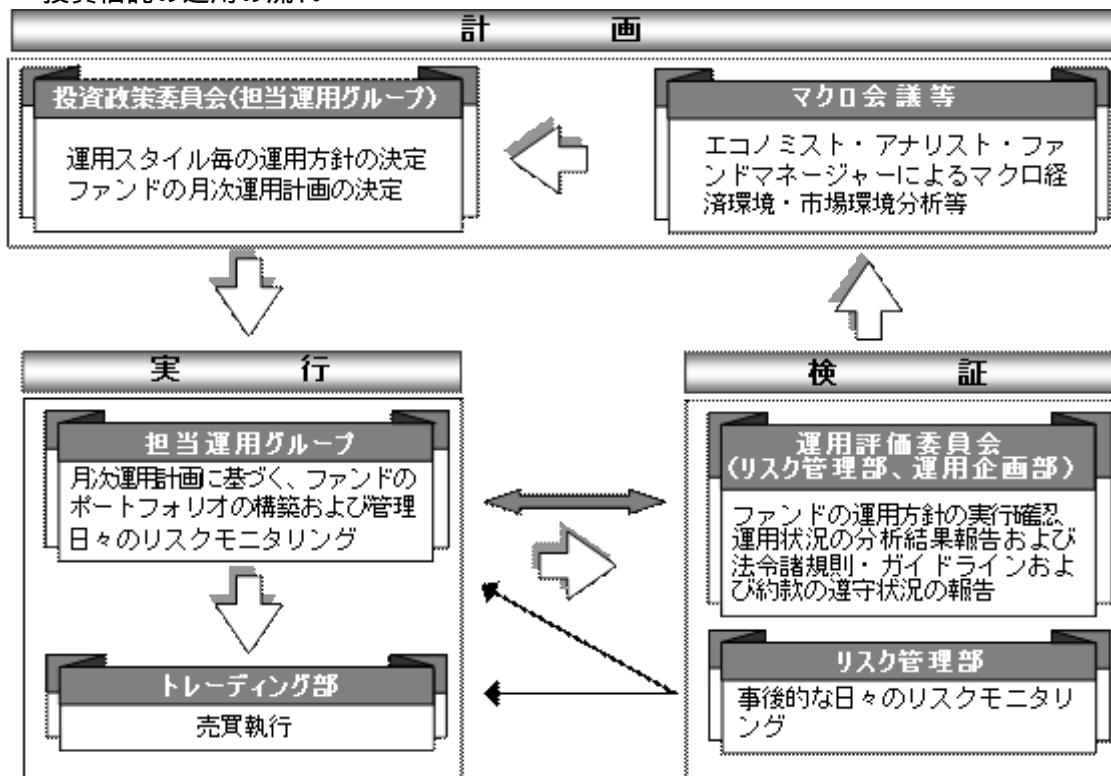 投資信託の運用の流れ
計 画
投資政策委員会(担当運用グループ)
運用スタイル毎の運用方針の決定
ファンドの月次運用計画の決定
マクロ会議等
エコノミスト・アナリスト・ファ
ンドマネージャーによるマクロ経
済環境・市場環境分析等
実 行
担当運用グループ
月次運用計画に基づく、ファンドの
ポートフォリオの構築および管理
日々のリスクモニタリング
トレーディング部
売買執行
検 証
運用評価委員会
(リスク管理部、運用企画部)
ファンドの運用方針の実行確認
運用状況の分析結果報告および
法令諸規則・ガイドラインおよ
び約款の遵守状況の報告
リスク管理部
事後的な日々のリスクモニタリ
ング